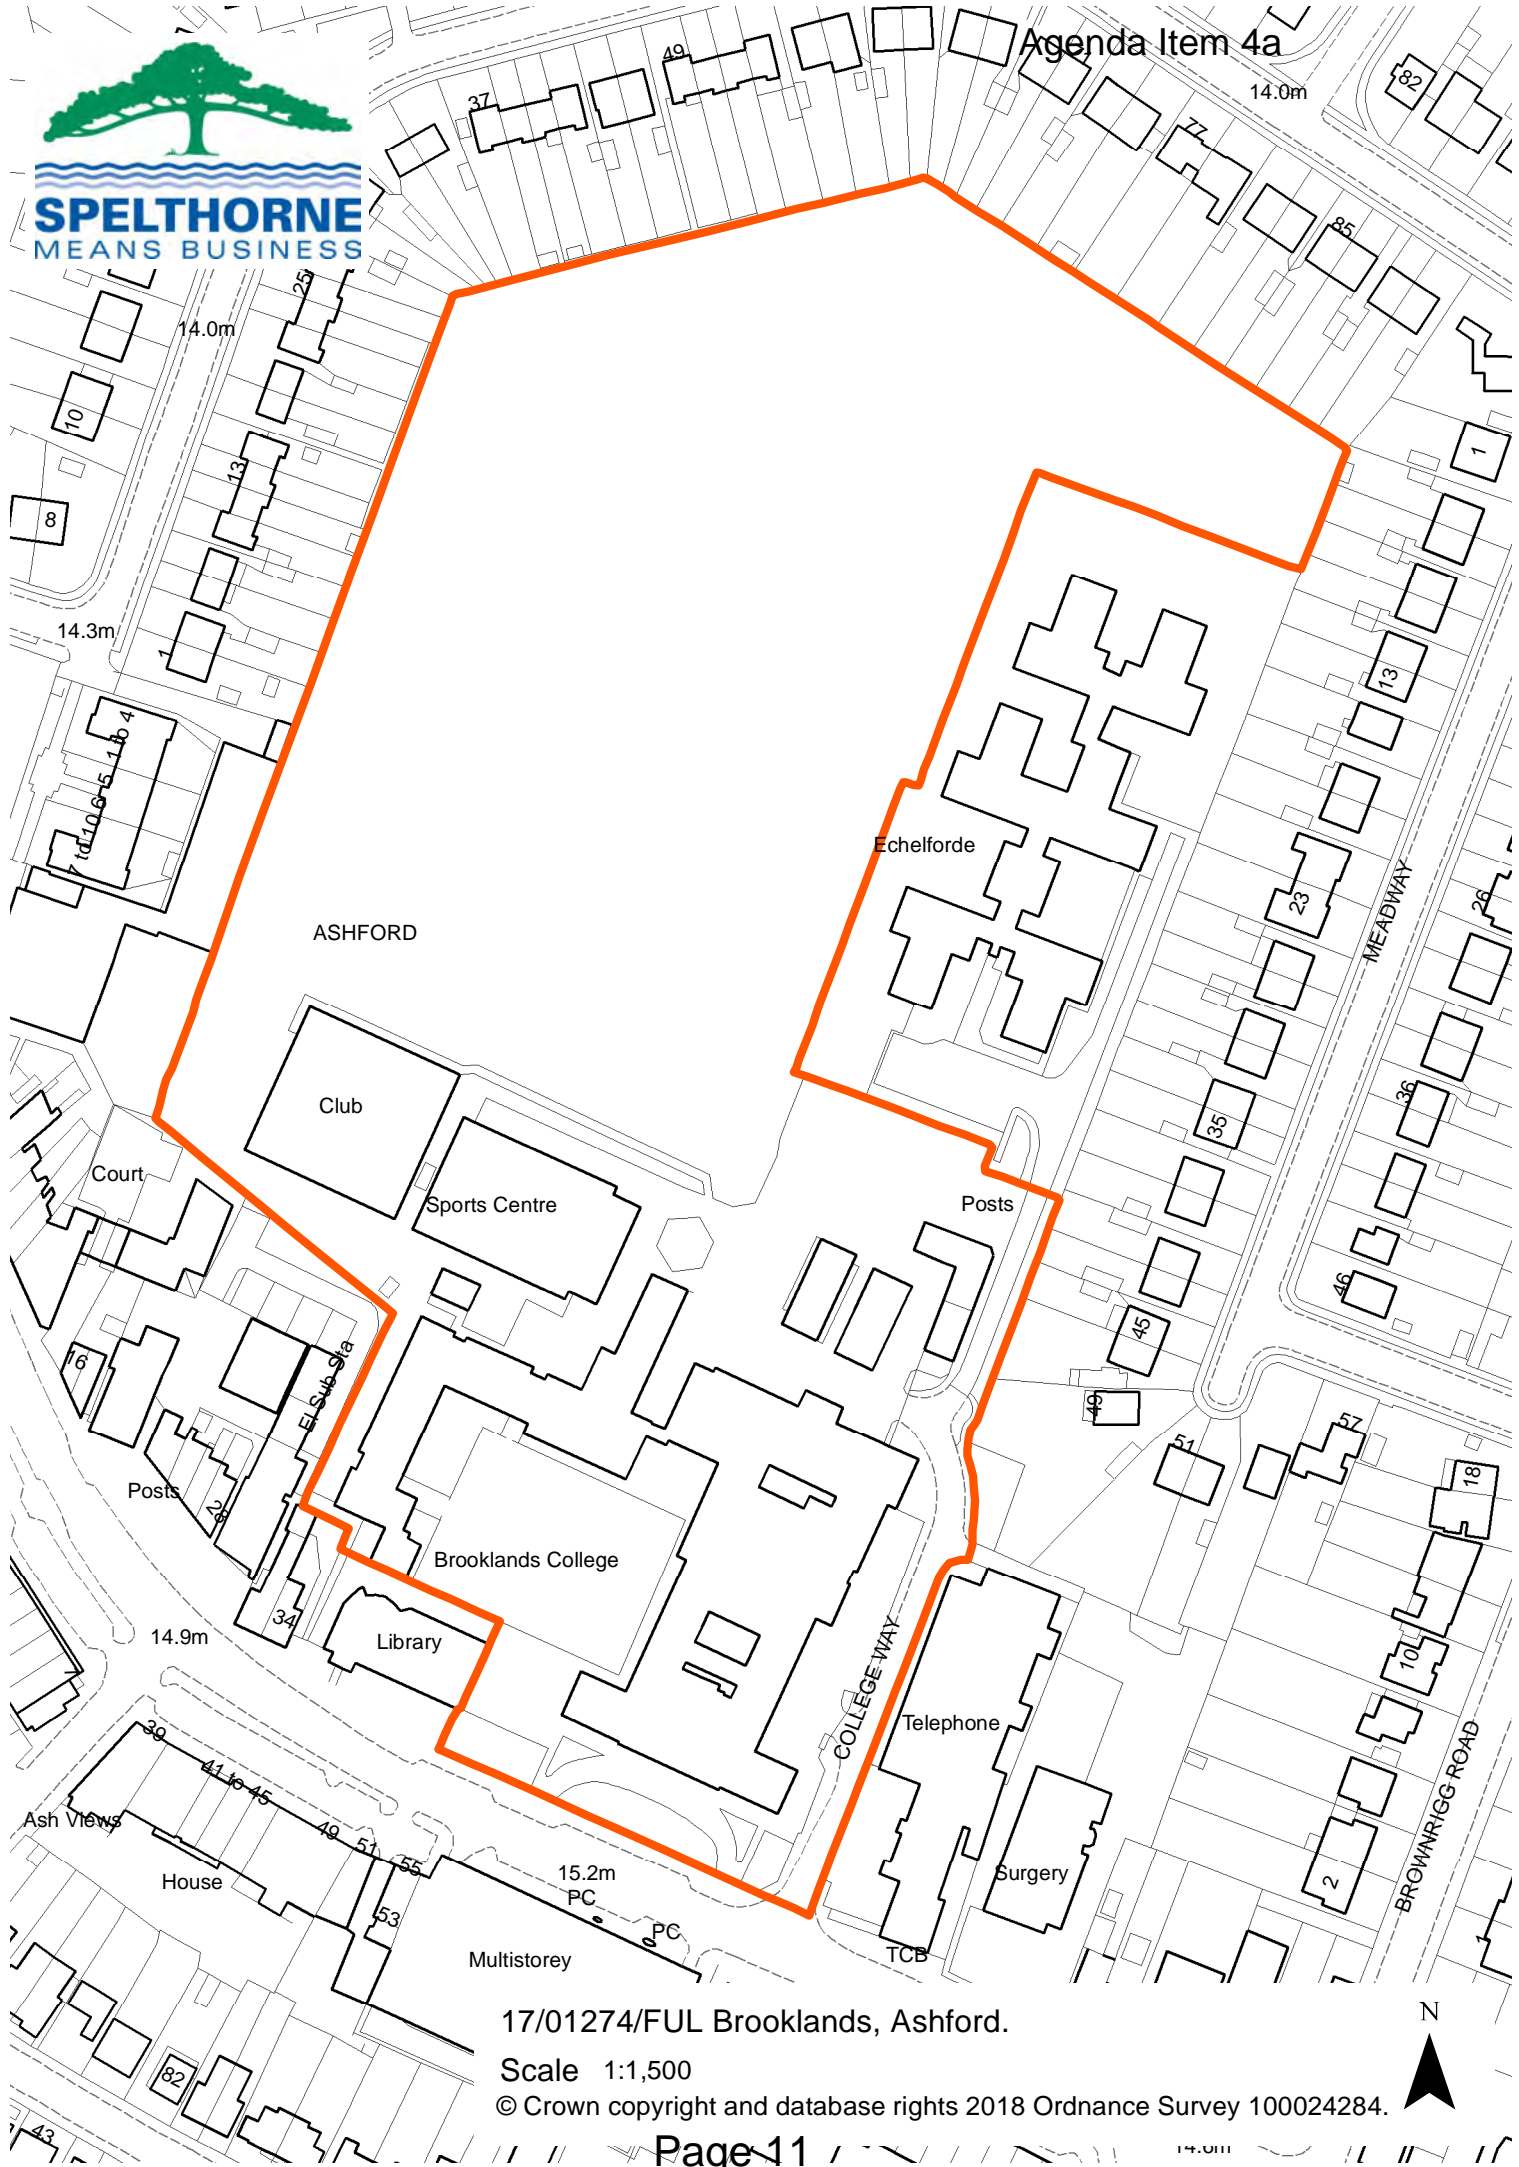 Agenda Item 4a
SPELTHORNE
MEANS BUSINESS
49
37
14.0m
82
77
85
25
14.0m
10
13
8
1
14.3m
1
13
1 to 4
5
6
7 to 10
Echelforde
23
MEADWAY
26
ASHFORD
Club
Court
Sports Centre
Posts
35
36
46
45
49
51
57
18
16
El Sub Sta
Posts
28
Brooklands College
34
Library
14.9m
COLLEGE WAY
Telephone
10
BROWNRIGG ROAD
39
41 to 45
49
51
55
53
Ash Views
House
15.2m
PC
PC
Surgery
2
1
Multistorey
TCB
82
43
17/01274/FUL Brooklands, Ashford.
Scale 1:1,500
© Crown copyright and database rights 2018 Ordnance Survey 100024284.
N
Page 11
14.6m